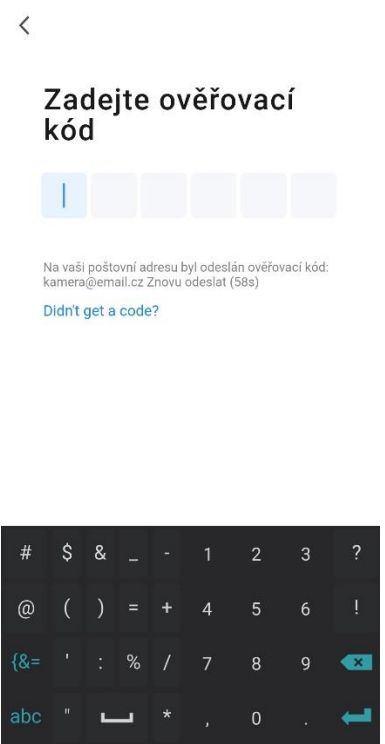 Zadejte ověřovací
kód
Na vaši poštovní adresu byl odeslán ověřovací kód:
kamera@email.cz Znovu odeslat (58s)
Didn't get a code?
# $ & _ - 1 2 3 ?
@ ( ) = + 4 5 6 !
{&= ' : % / 7 8 9
abc " * , 0 .